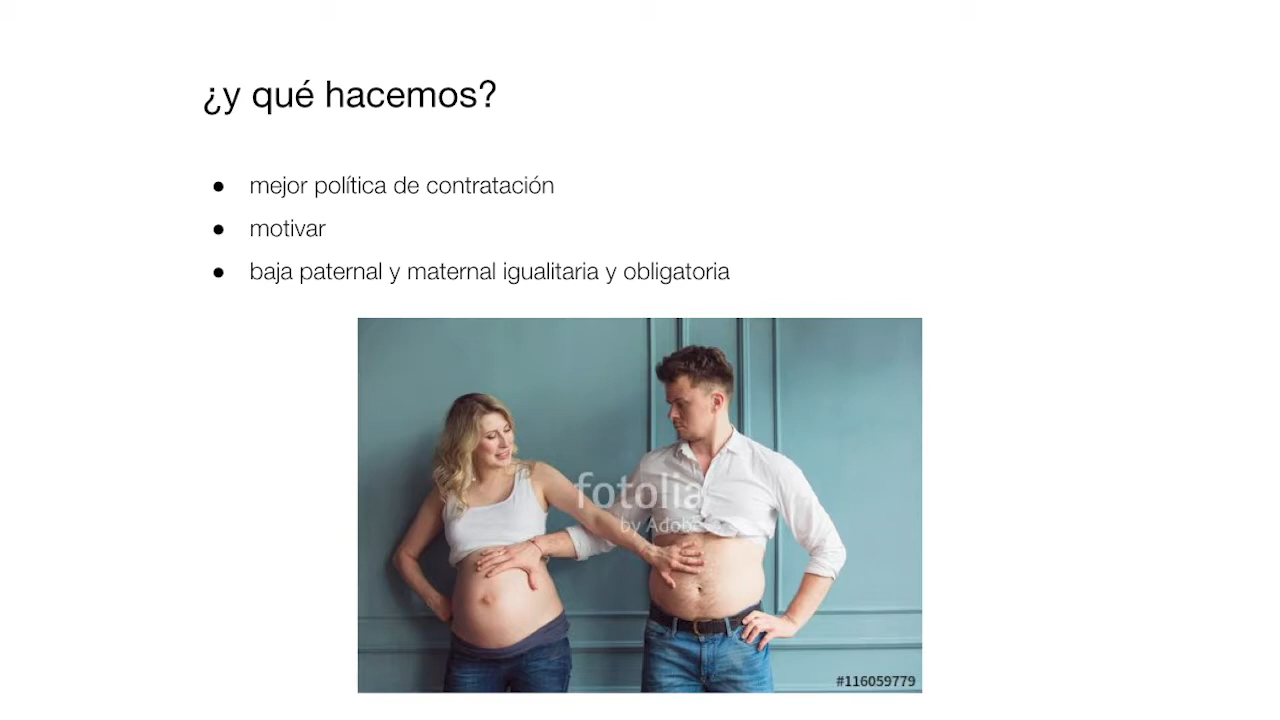 ¿y qué hacemos?
● mejor política de contratación
● motivar
● baja paternal y maternal igualitaria y obligatoria
fotolia
by Adobe
#116059779